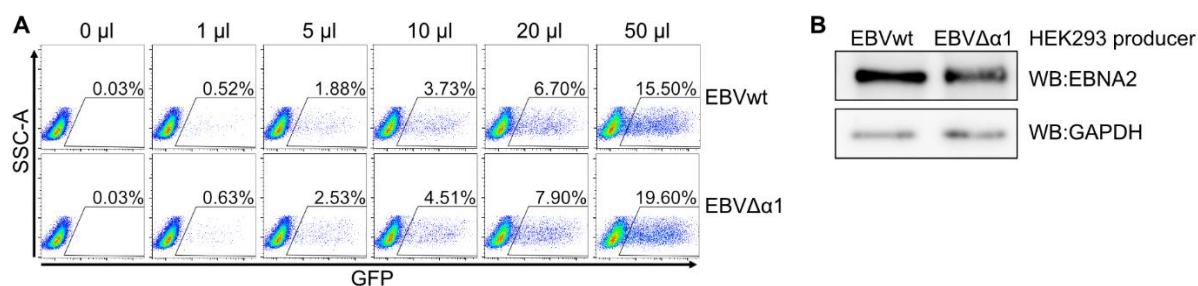 A
0 µl 1 µl 5 µl 10 µl 20 µl 50 µl
0.03% 0.52% 1.88% 3.73% 6.70% 15.50%
EBVwt
SSC-A
0.03% 0.63% 2.53% 4.51% 7.90% 19.60%
EBVΔα1
GFP
B
EBVwt EBVΔα1 HEK293 producer
WB:EBNA2
WB:GAPDH